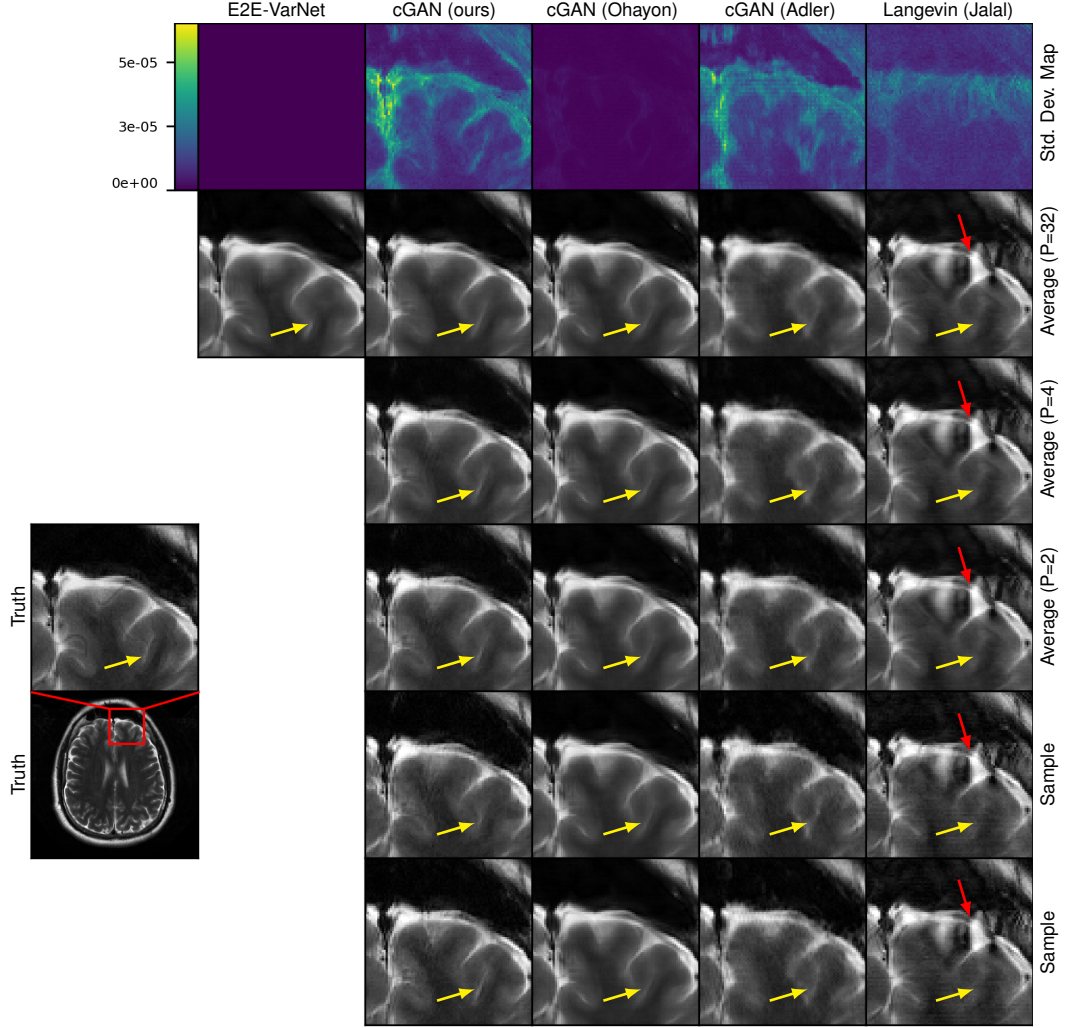 E2E-VarNet
cGAN (ours)
cGAN (Ohayon)
cGAN (Adler)
Langevin (Jalal)
5e-05
3e-05
0e+00
Std. Dev. Map
Average (P=32)
Average (P=4)
Truth
Average (P=2)
Truth
Sample
Sample